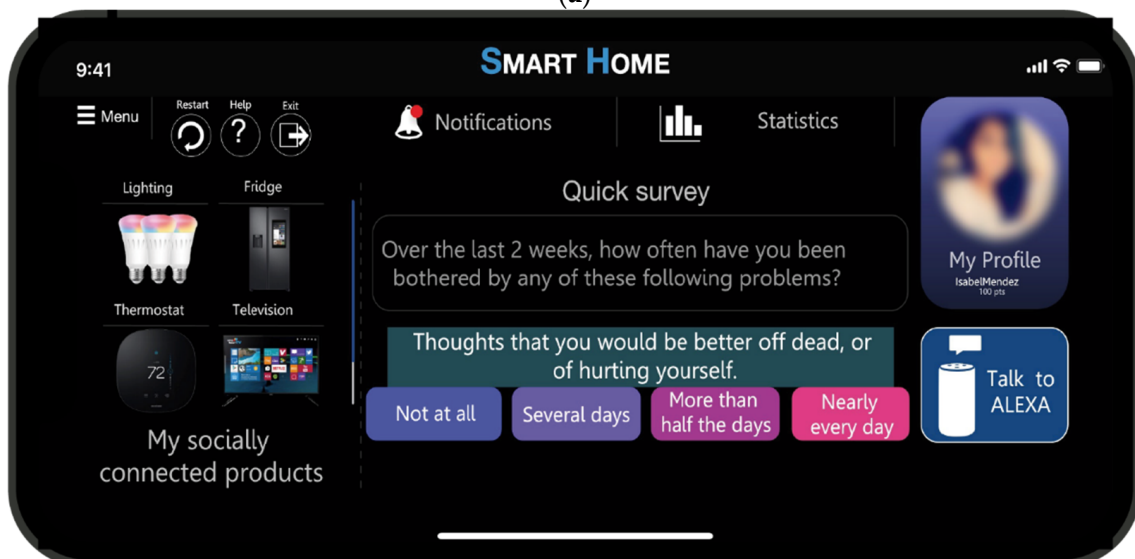 (a)
9:41
SMART HOME
Menu
Restart
Help
Exit
?
Notifications
Statistics
Lighting
Fridge
Thermostat
Television
72
My socially
connected products
Quick survey
Over the last 2 weeks, how often have you been
bothered by any of these following problems?
Thoughts that you would be better off dead, or
of hurting yourself.
Not at all
Several days
More than
half the days
Nearly
every day
My Profile
IsabelMendez
100 pts
Talk to
ALEXA